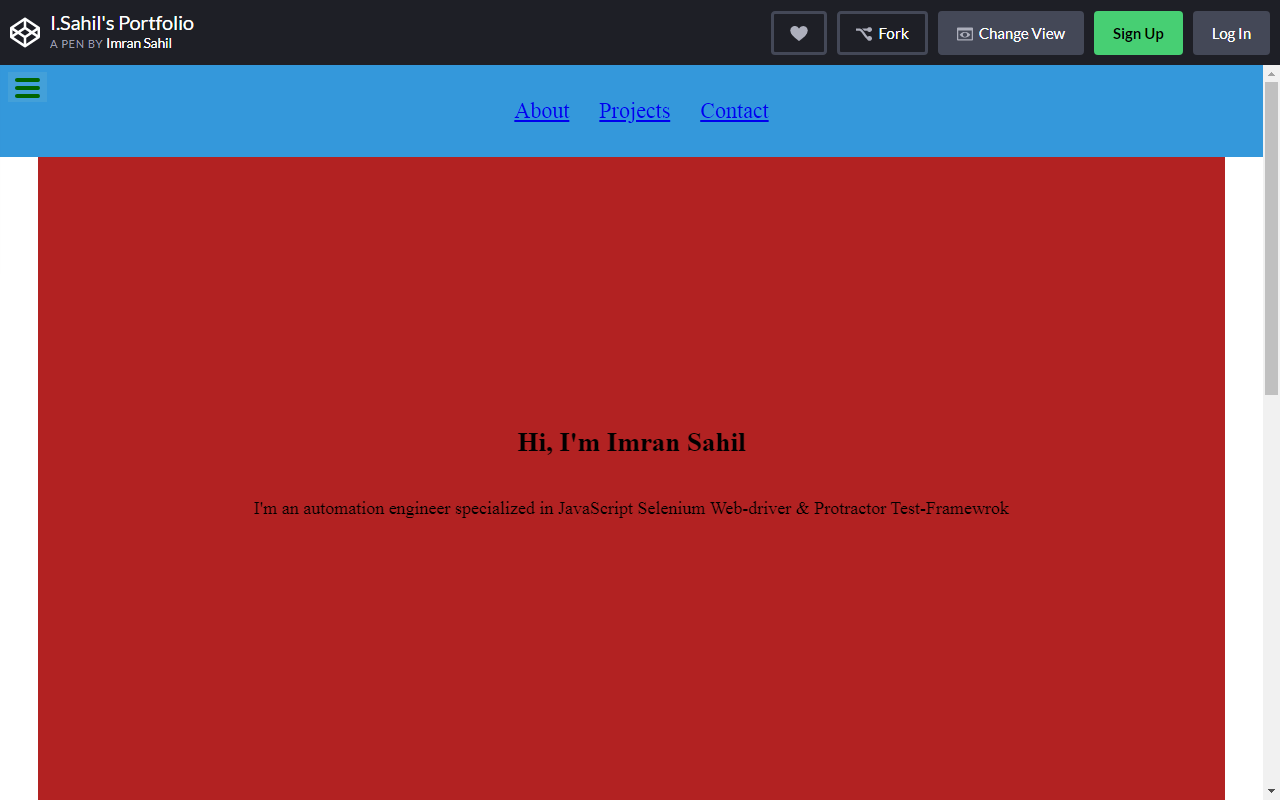 I.Sahil's Portfolio
A PEN BY Imran Sahil
Fork
Change View
Sign Up
Log In
About Projects Contact
Hi, I'm Imran Sahil
I'm an automation engineer specialized in JavaScript Selenium Web-driver & Protractor Test-Framewrok